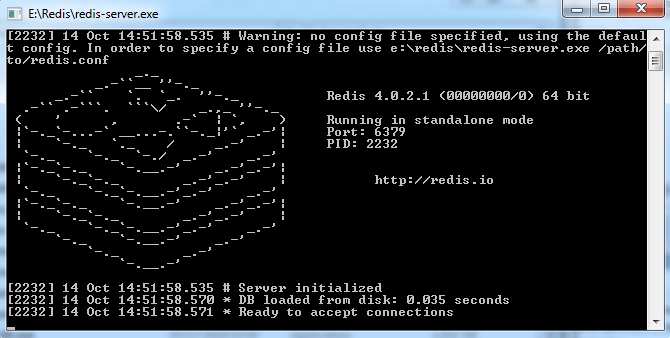 E:\Redis\redis-server.exe
[2232] 14 Oct 14:51:58.535 # Warning: no config file specified, using the defaul
t config. In order to specify a config file use e:\redis\redis-server.exe /path/
to/redis.conf
Redis 4.0.2.1 (00000000/0) 64 bit
Running in standalone mode
Port: 6379
PID: 2232
http://redis.io
[2232] 14 Oct 14:51:58.535 # Server initialized
[2232] 14 Oct 14:51:58.570 * DB loaded from disk: 0.035 seconds
[2232] 14 Oct 14:51:58.571 * Ready to accept connections